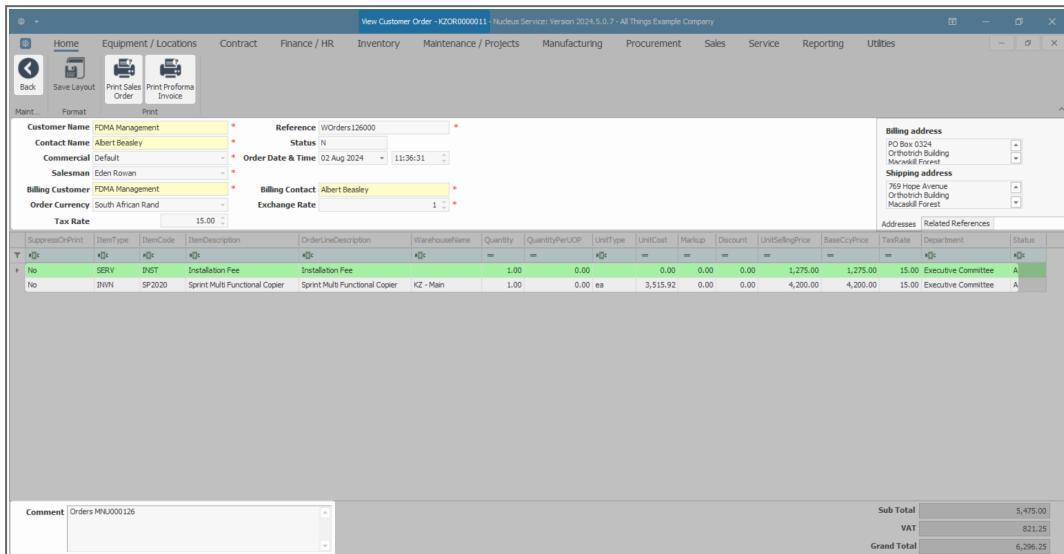 View Customer Order - KZOR0000011 - Nucleus Service: Version 2024.5.0.7 - All Things Example Company
Home Equipment / Locations Contract Finance / HR Inventory Maintenance / Projects Manufacturing Procurement Sales Service Reporting Utilities
Back Save Layout Print Sales Order Print Proforma Invoice
Maint... Format Print
Customer Name FDMA Management * Reference WOrders126000 *
Contact Name Albert Beasley * Status N
Commercial Default * Order Date & Time 02 Aug 2024 11:36:31
Salesman Eden Rowan *
Billing Customer FDMA Management * Billing Contact Albert Beasley *
Order Currency South African Rand * Exchange Rate 1 *
Tax Rate 15.00
Billing address
PO Box 0324
Orthotrich Building
Macaskill Forest
Shipping address
769 Hope Avenue
Orthotrich Building
Macaskill Forest
Addresses Related References
SuppressOnPrint ItemType ItemCode ItemDescription OrderLineDescription WarehouseName Quantity QuantityPerUOP UnitType UnitCost Markup Discount UnitSellingPrice BaseCcyPrice TaxRate Department Status
No SERV INST Installation Fee Installation Fee 1.00 0.00 0.00 0.00 0.00 1,275.00 1,275.00 15.00 Executive Committee A
No INVN SP2020 Sprint Multi Functional Copier Sprint Multi Functional Copier KZ - Main 1.00 0.00 ea 3,515.92 0.00 0.00 4,200.00 4,200.00 15.00 Executive Committee A
Comment Orders MNU000126
Sub Total 5,475.00
VAT 821.25
Grand Total 6,296.25